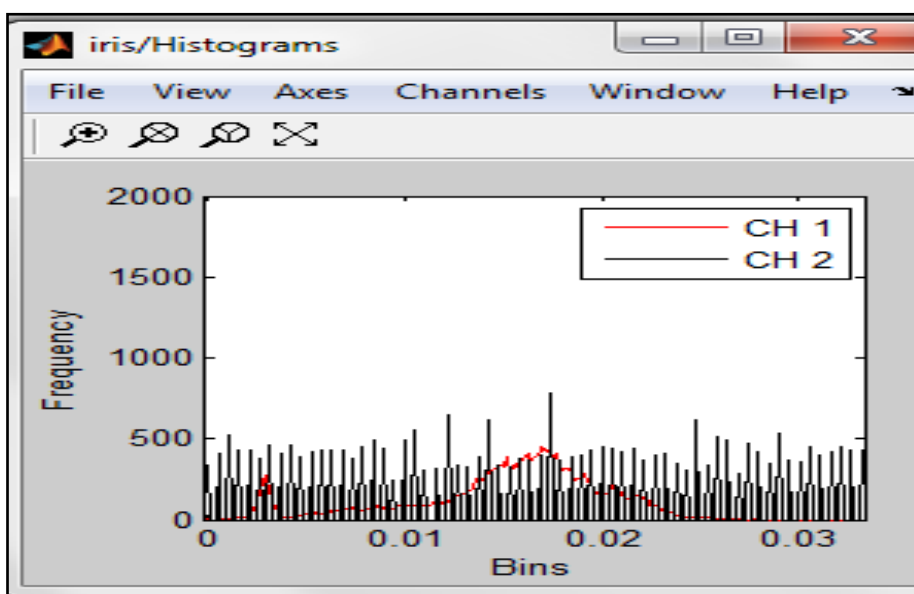 iris/Histograms
File View Axes Channels Window Help
2000
1500
1000
500
0
Frequency
CH 1
CH 2
0 0.01 0.02 0.03
Bins